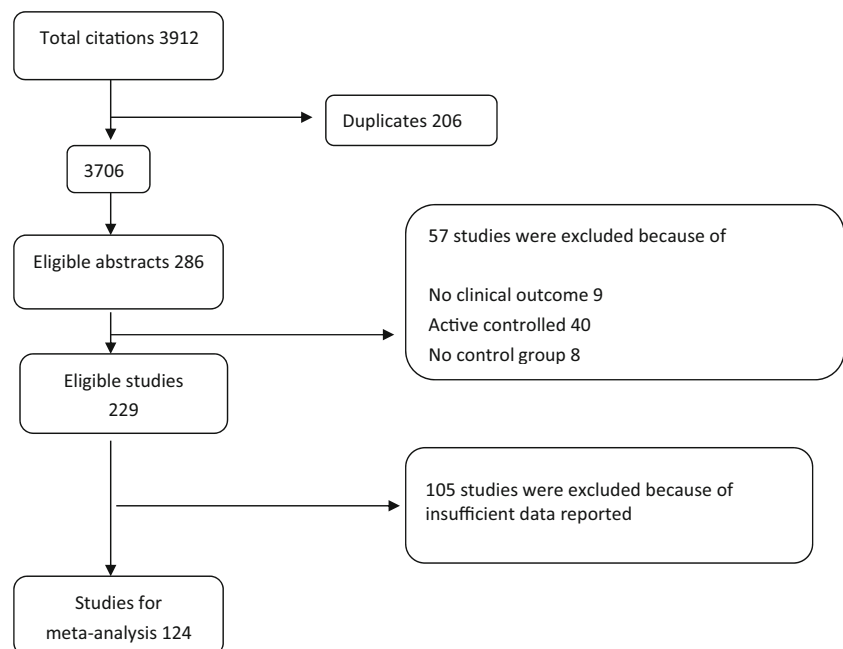 Total citations 3912
Duplicates 206
3706
Eligible abstracts 286
57 studies were excluded because of
No clinical outcome 9
Active controlled 40
No control group 8
Eligible studies
229
105 studies were excluded because of
insufficient data reported
Studies for
meta-analysis 124